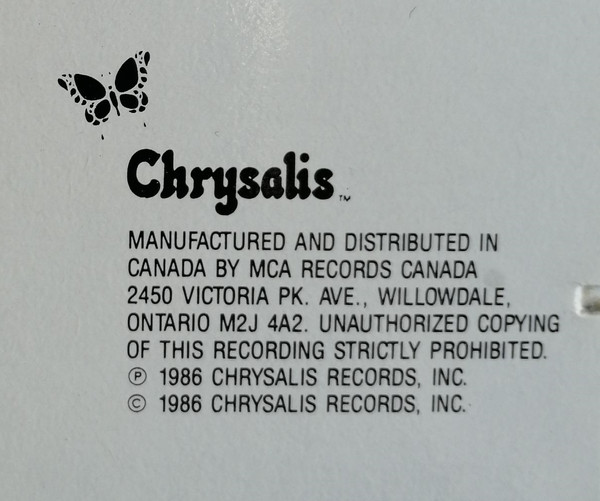 Chrysalis™
MANUFACTURED AND DISTRIBUTED IN
CANADA BY MCA RECORDS CANADA
2450 VICTORIA PK. AVE., WILLOWDALE,
ONTARIO M2J 4A2. UNAUTHORIZED COPYING
OF THIS RECORDING STRICTLY PROHIBITED.
℗ 1986 CHRYSALIS RECORDS, INC.
© 1986 CHRYSALIS RECORDS, INC.